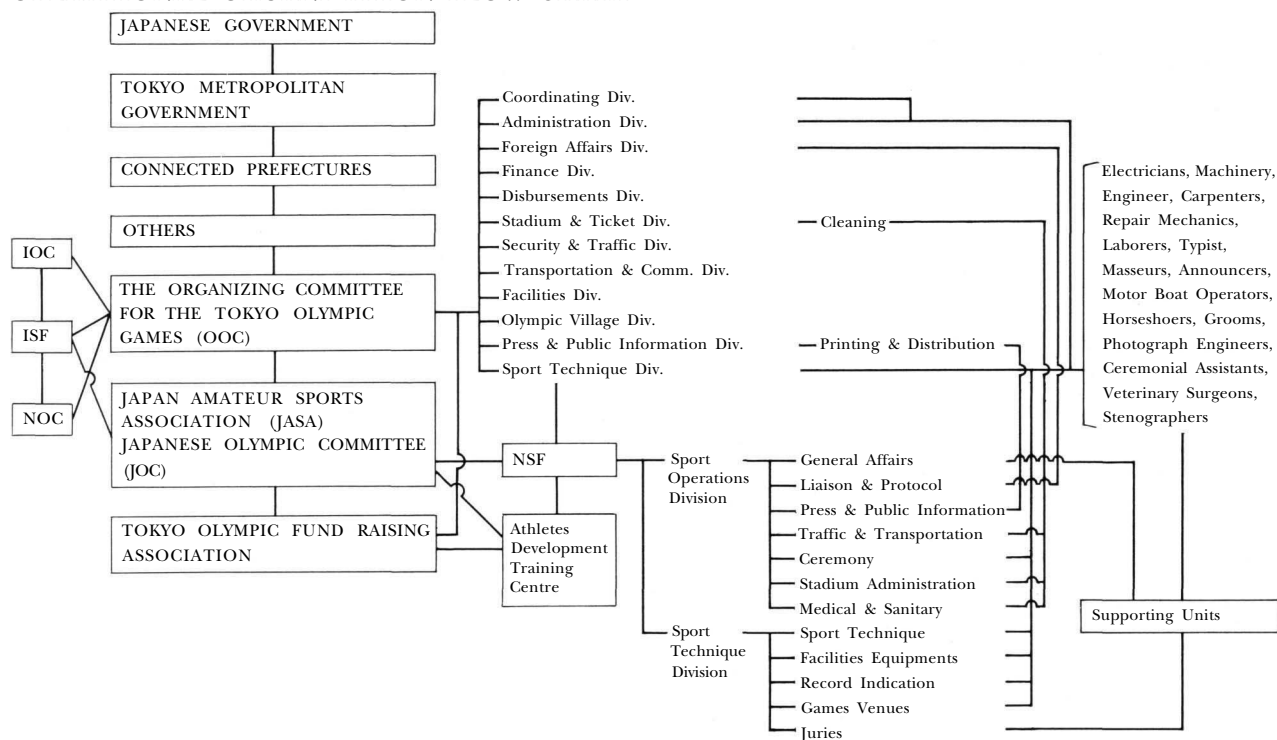 JAPANESE GOVERNMENT
TOKYO METROPOLITAN
GOVERNMENT
CONNECTED PREFECTURES
OTHERS
IOC
ISF
NOC
THE ORGANIZING COMMITTEE
FOR THE TOKYO OLYMPIC
GAMES (OOC)
JAPAN AMATEUR SPORTS
ASSOCIATION (JASA)
JAPANESE OLYMPIC COMMITTEE
(JOC)
TOKYO OLYMPIC FUND RAISING
ASSOCIATION
Coordinating Div.
Administration Div.
Foreign Affairs Div.
Finance Div.
Disbursements Div.
Stadium & Ticket Div.
Security & Traffic Div.
Transportation & Comm. Div.
Facilities Div.
Olympic Village Div.
Press & Public Information Div.
Sport Technique Div.
Cleaning
Printing & Distribution
NSF
Athletes
Development
Training
Centre
Sport
Operations
Division
General Affairs
Liaison & Protocol
Press & Public Information
Traffic & Transportation
Ceremony
Stadium Administration
Medical & Sanitary
Sport
Technique
Division
Sport Technique
Facilities Equipments
Record Indication
Games Venues
Juries
Electricians, Machinery,
Engineer, Carpenters,
Repair Mechanics,
Laborers, Typist,
Masseurs, Announcers,
Motor Boat Operators,
Horseshoers, Grooms,
Photograph Engineers,
Ceremonial Assistants,
Veterinary Surgeons,
Stenographers
Supporting Units